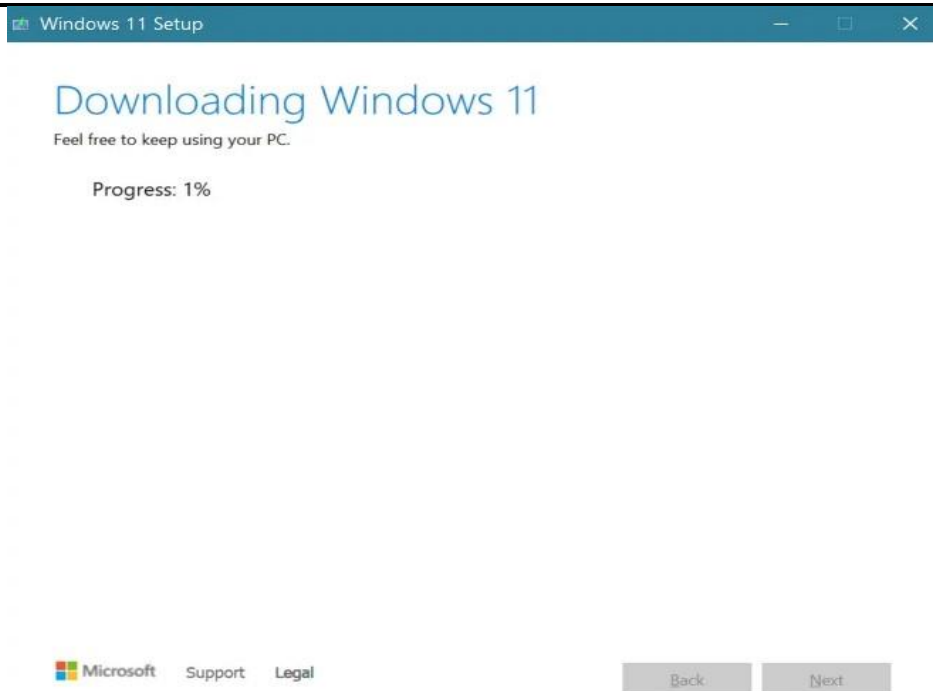 Windows 11 Setup
Downloading Windows 11
Feel free to keep using your PC.
Progress: 1%
Microsoft Support Legal
Back Next